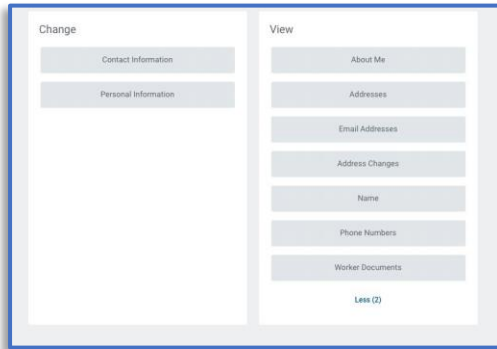 Change
Contact Information
Personal Information
View
About Me
Addresses
Email Addresses
Address Changes
Name
Phone Numbers
Worker Documents
Less (2)